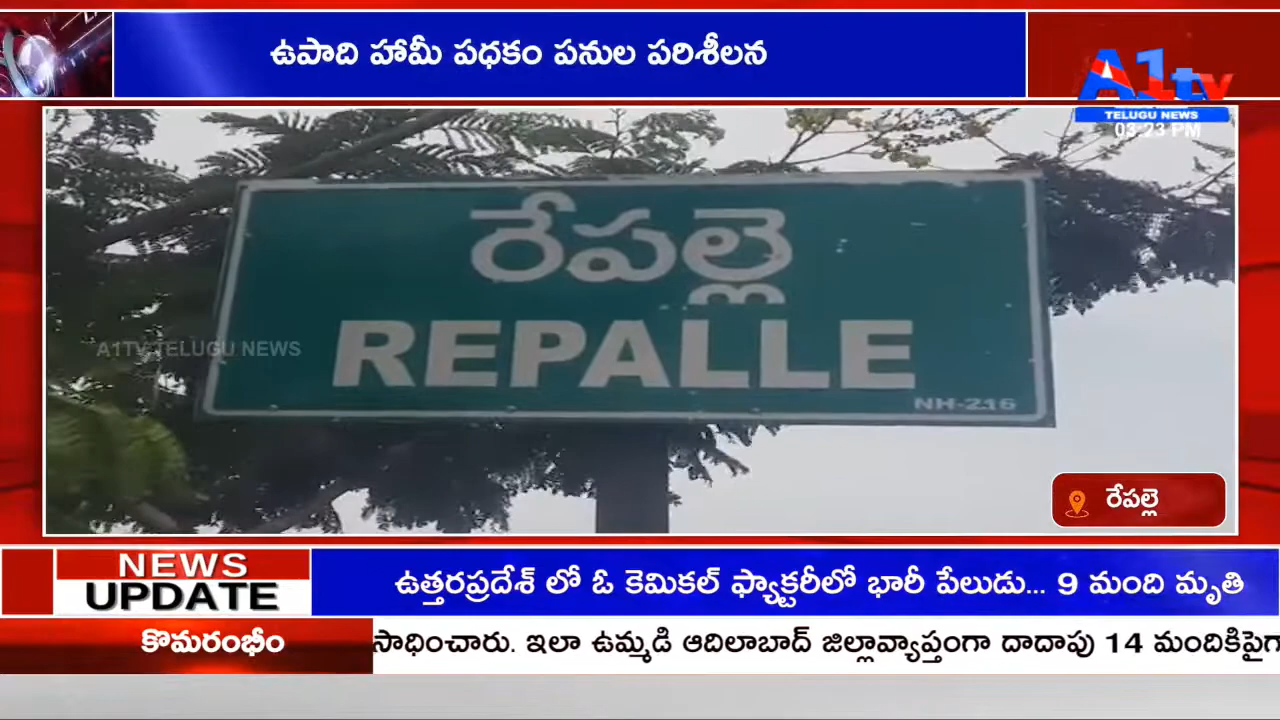 ఉపాది హామీ పధకం పనుల పరిశీలన
A1tv
TELUGU NEWS
03:23 PM
రేపల్లె
REPALLE
NH-216
A1TV TELUGU NEWS
రేపల్లె
NEWS
UPDATE
ఉత్తరప్రదేశ్ లో ఓ కెమికల్ ఫ్యాక్టరీలో భారీ పేలుడు... 9 మంది మృతి
కొమరంభీం
సాధించారు. ఇలా ఉమ్మడి ఆదిలాబాద్ జిల్లావ్యాప్తంగా దాదాపు 14 మందికిపైగా